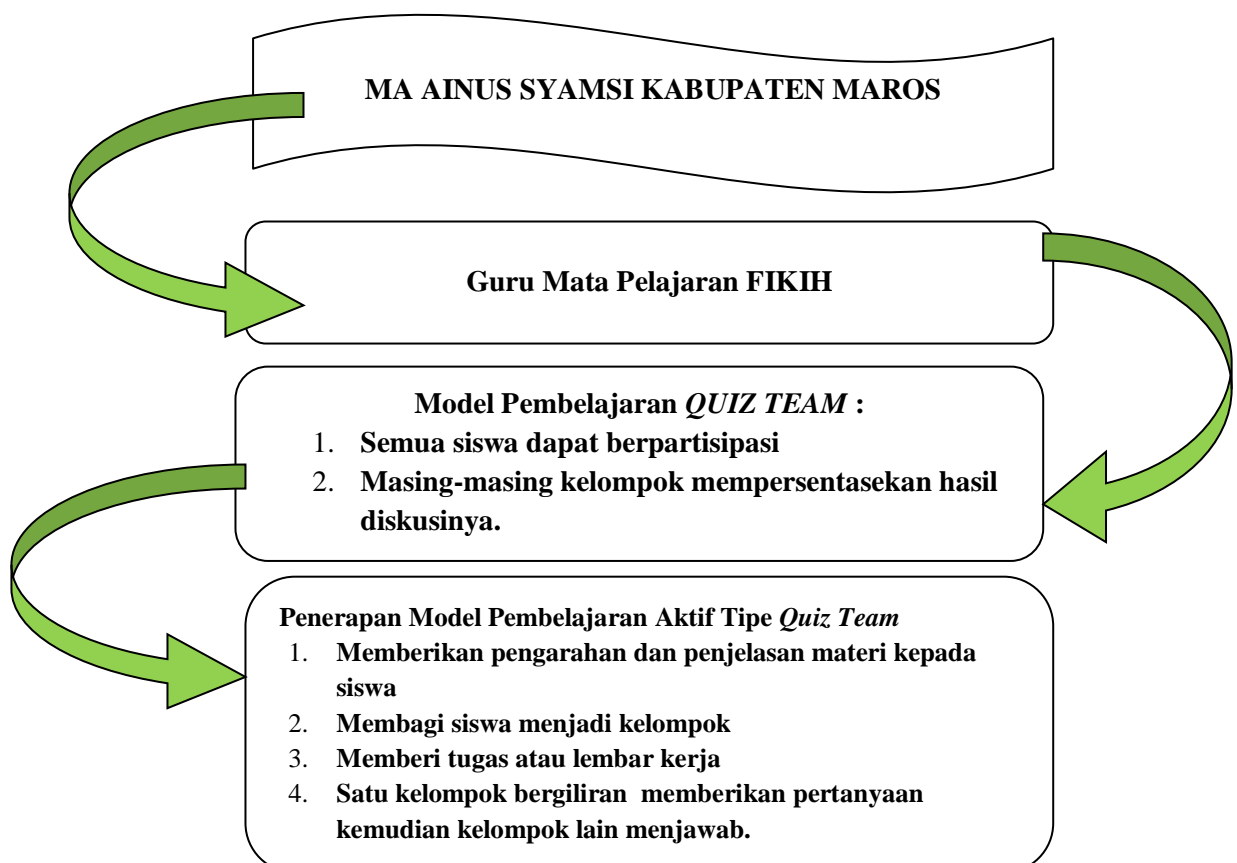 MA AINUS SYAMSI KABUPATEN MAROS
Guru Mata Pelajaran FIKIH
Model Pembelajaran QUIZ TEAM :
1. Semua siswa dapat berpartisipasi
2. Masing-masing kelompok mempersentasekan hasil
diskusinya.
Penerapan Model Pembelajaran Aktif Tipe Quiz Team
1. Memberikan pengarahan dan penjelasan materi kepada
siswa
2. Membagi siswa menjadi kelompok
3. Memberi tugas atau lembar kerja
4. Satu kelompok bergiliran memberikan pertanyaan
kemudian kelompok lain menjawab.